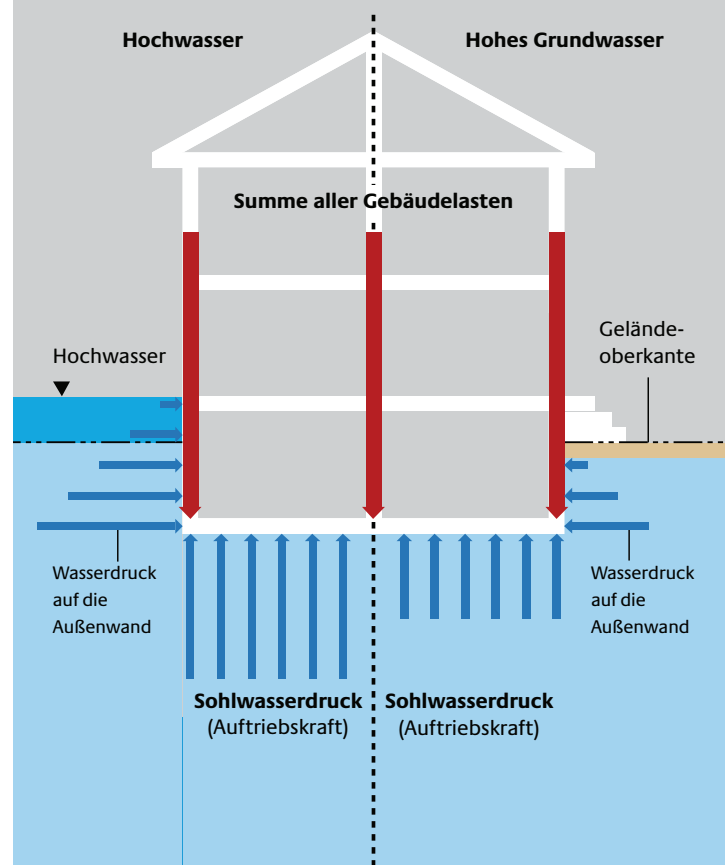 Hochwasser
Hohes Grundwasser
Summe aller Gebäudelasten
Hochwasser
Gelände-
oberkante
Wasserdruck
auf die
Außenwand
Wasserdruck
auf die
Außenwand
Sohlwasserdruck
(Auftriebskraft)
Sohlwasserdruck
(Auftriebskraft)